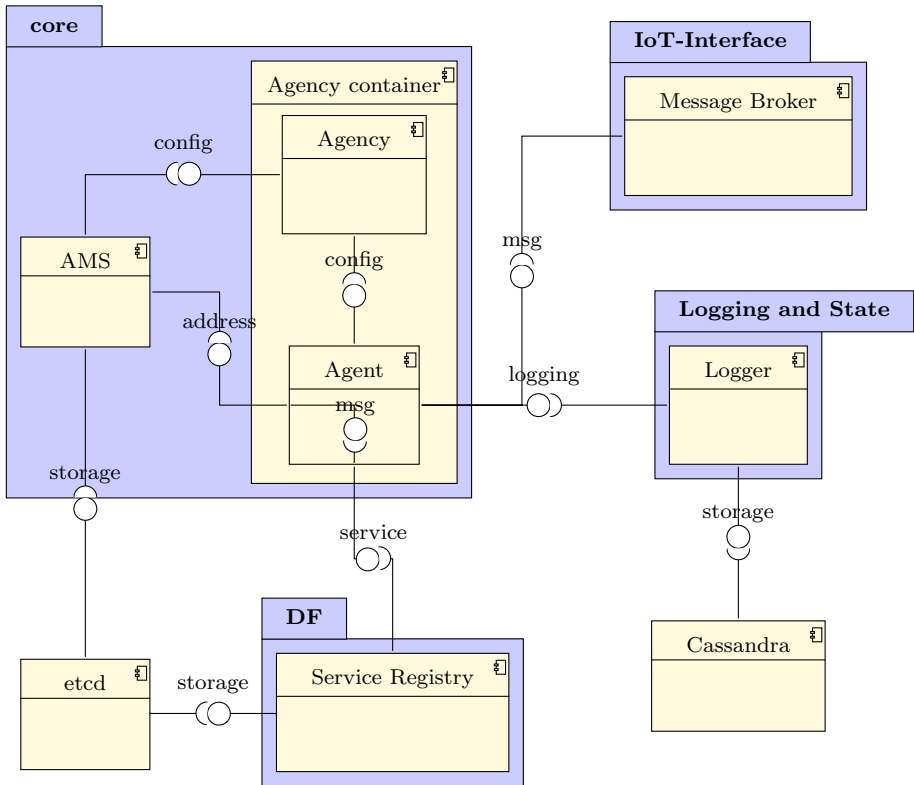 core
IoT-Interface
Agency container
Message Broker
Agency
config
msg
AMS
config
Logging and State
address
Agent
logging
Logger
msg
storage
service
storage
DF
Cassandra
etcd
storage
Service Registry